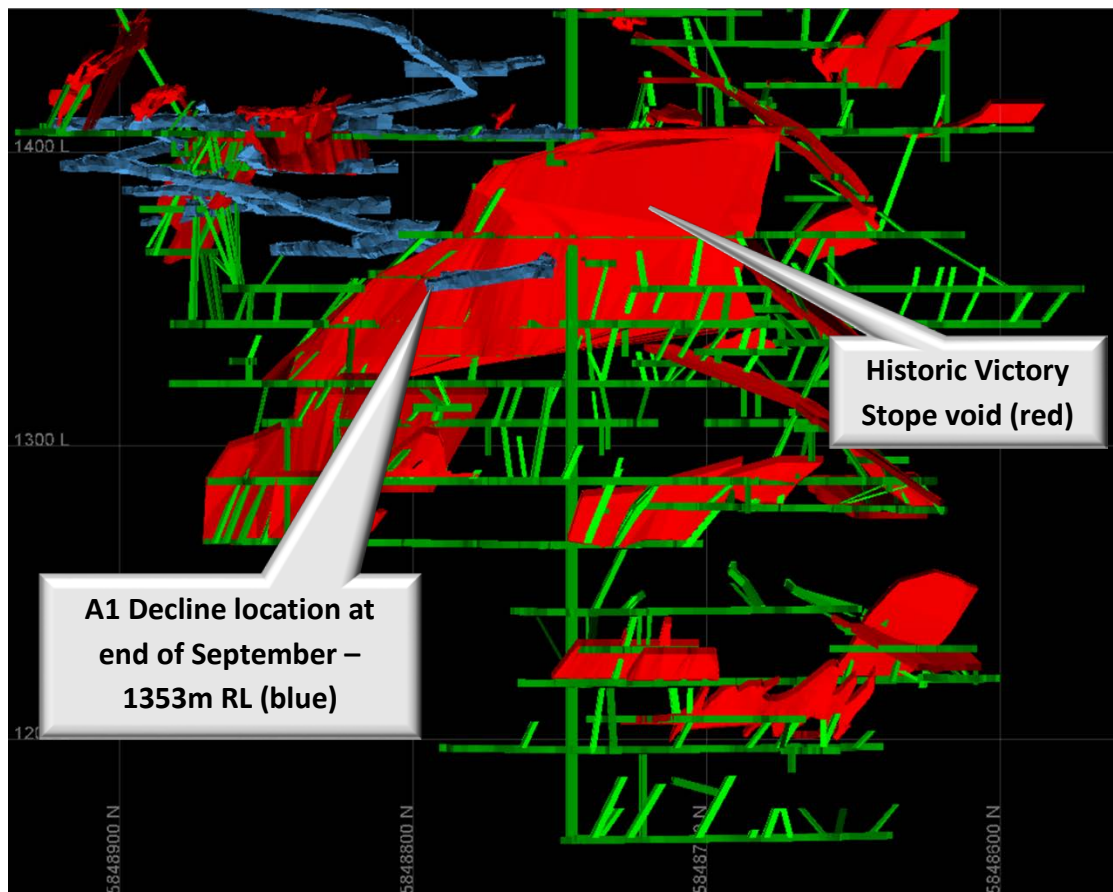 1400 L
Historic Victory
Stope void (red)
1300 L
A1 Decline location at
end of September –
1353m RL (blue)
5848900 N
5848800 N
5848600 N